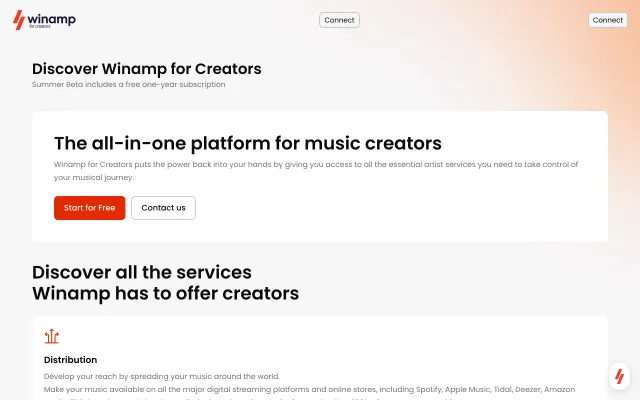 winamp
for creators
Connect
Connect
Discover Winamp for Creators
Summer Beta includes a free one-year subscription
The all-in-one platform for music creators
Winamp for Creators puts the power back into your hands by giving you access to all the essential artist services you need to take control of
your musical journey.
Start for Free
Contact us
Discover all the services
Winamp has to offer creators
Distribution
Develop your reach by spreading your music around the world.
Make your music available on all the major digital streaming platforms and online stores, including Spotify, Apple Music, Tidal, Deezer, Amazon